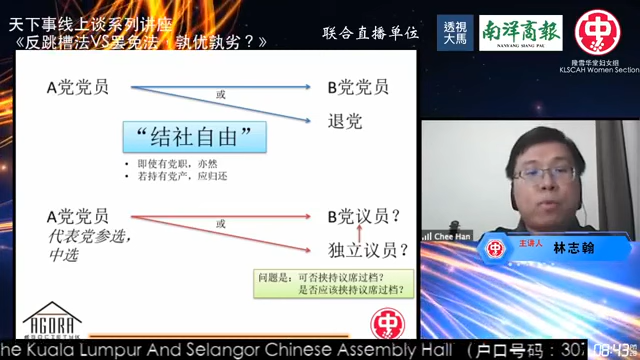 天下事线上谈系列讲座
《反跳槽法VS罢免法，孰优孰劣？》
联合直播单位
透視
大馬
南洋商報
NANYANG SIANG PAU
隆雪华堂妇女组
KLSCAH Women Section
A党党员
或
B党党员
退党
“结社自由”
• 即使有党职，亦然
• 若持有党产，应归还
A党党员
代表党参选，
中选
或
B党议员？
独立议员？
问题是：可否挟持议席过档？
是否应该挟持议席过档？
AGORA
Chee Han
主讲人
林志翰
he Kuala Lumpur And Selangor Chinese Assembly Hall （户口号码：307
08:43